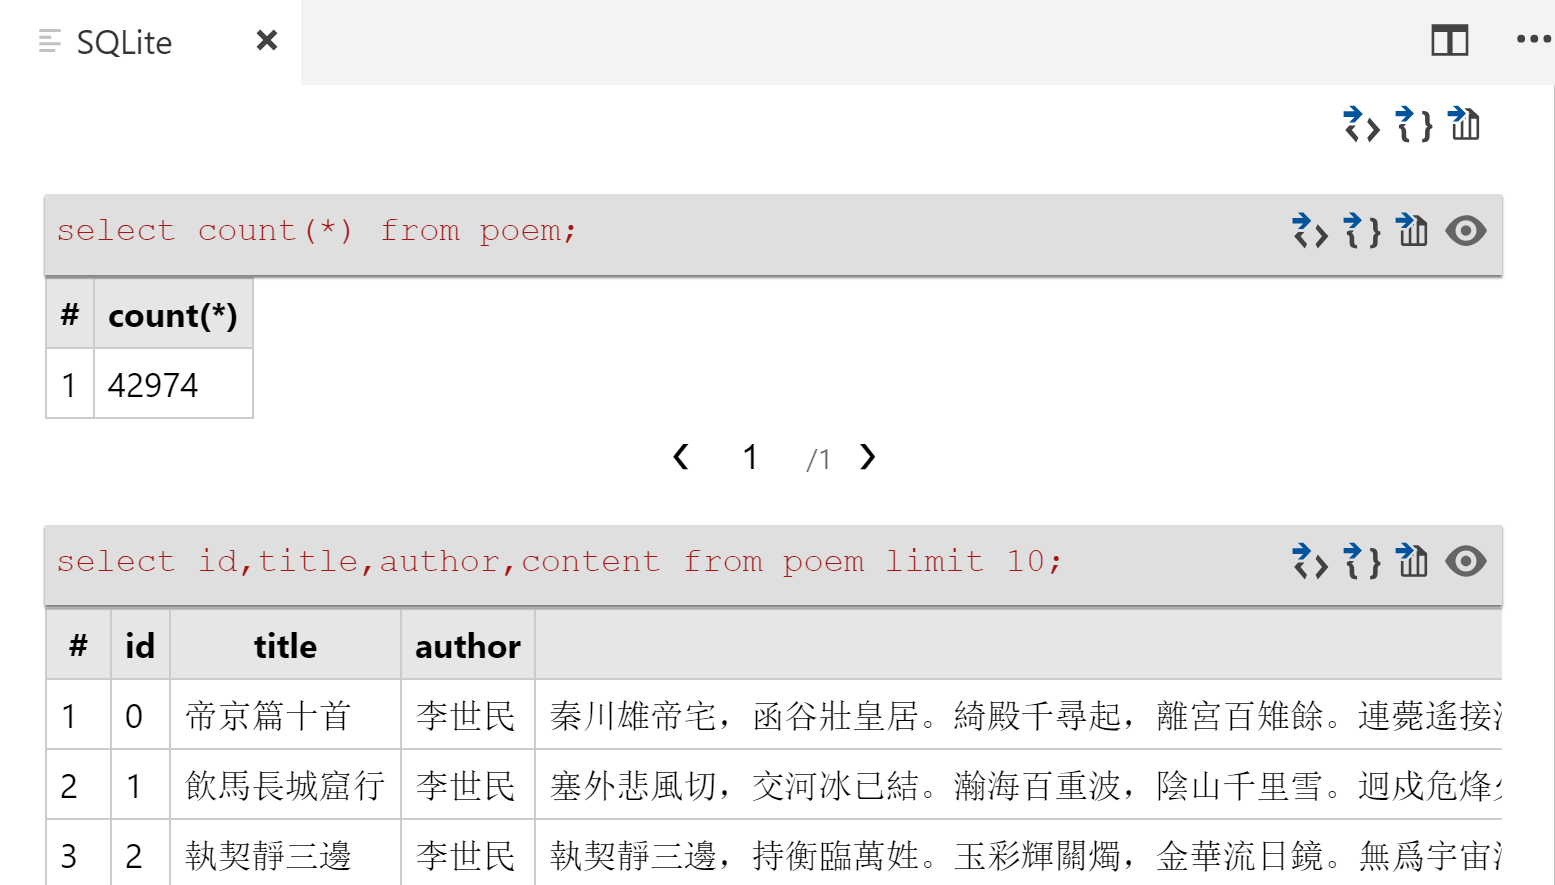 SQLite
select count(*) from poem;
# count(*)
1 42974
1 /1
select id,title,author,content from poem limit 10;
# id title author
1 0 帝京篇十首 李世民 秦川雄帝宅，函谷壯皇居。綺殿千尋起，離宮百雉餘。連薨遙接
2 1 飲馬長城窟行 李世民 塞外悲風切，交河冰已結。瀚海百重波，陰山千里雪。迥戍危烽
3 2 執契靜三邊 李世民 執契靜三邊，持衡臨萬姓。玉彩輝關燭，金華流日鏡。無爲宇宙